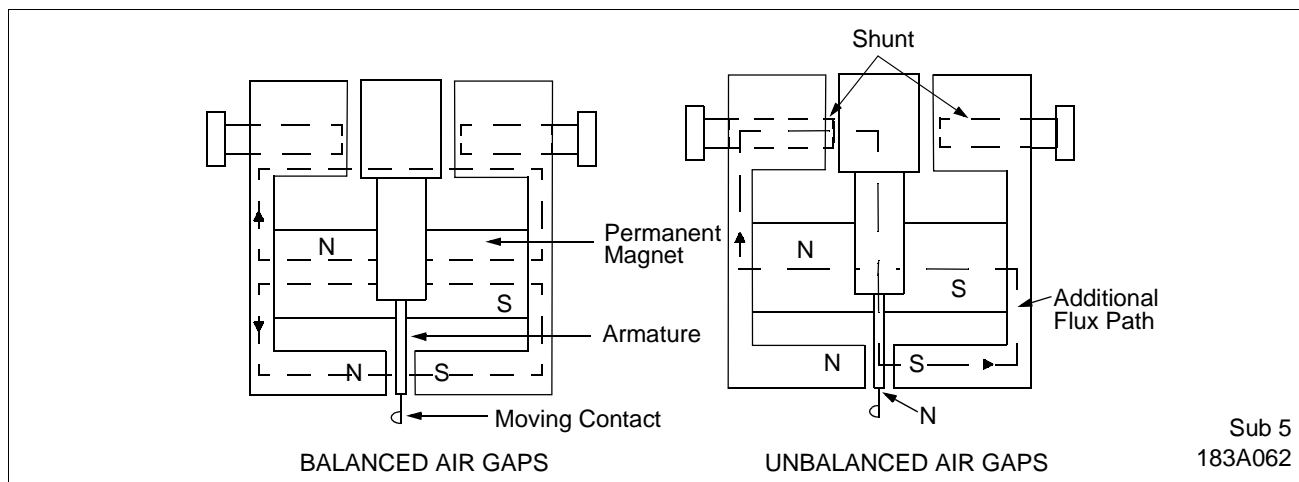 Shunt
N
S
N
S
Permanent
Magnet
Armature
Moving Contact
BALANCED AIR GAPS
N
S
N
S
N
Additional
Flux Path
UNBALANCED AIR GAPS
Sub 5
183A062